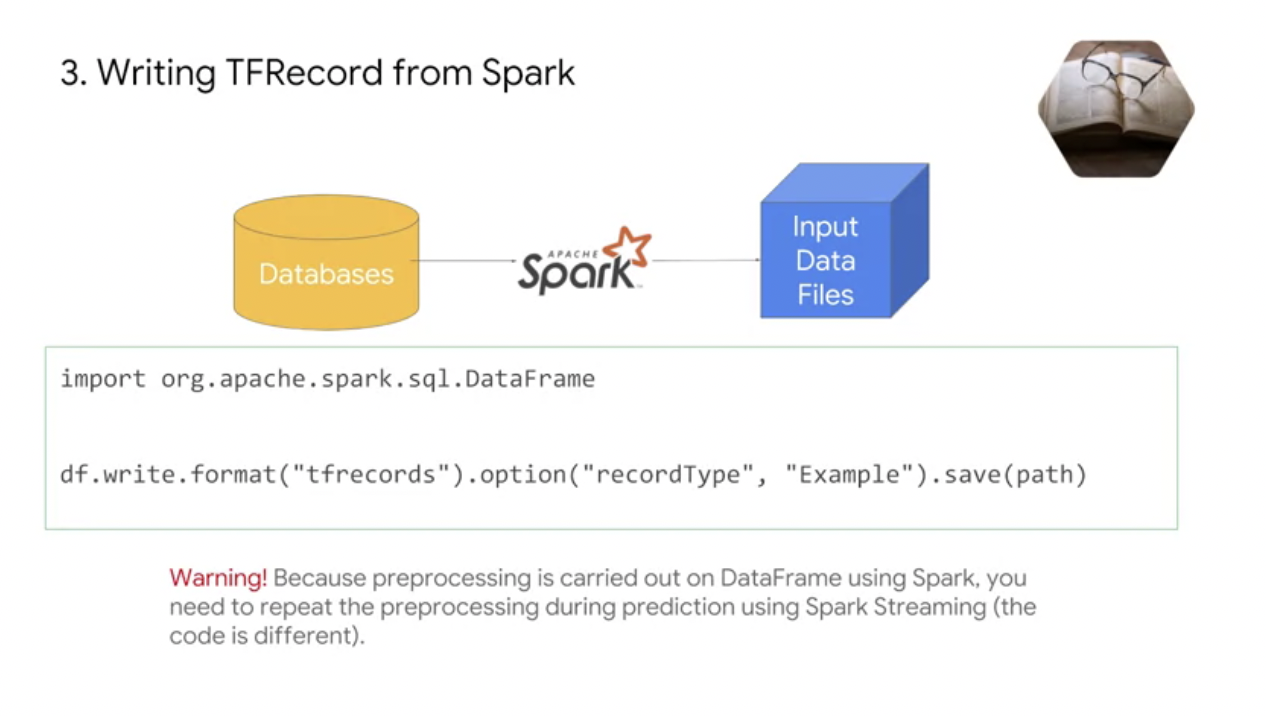 3. Writing TFRecord from Spark
Databases
APACHE
Spark
Input
Data
Files
import org.apache.spark.sql.DataFrame
df.write.format("tfrecords").option("recordType", "Example").save(path)
Warning! Because preprocessing is carried out on DataFrame using Spark, you
need to repeat the preprocessing during prediction using Spark Streaming (the
code is different).